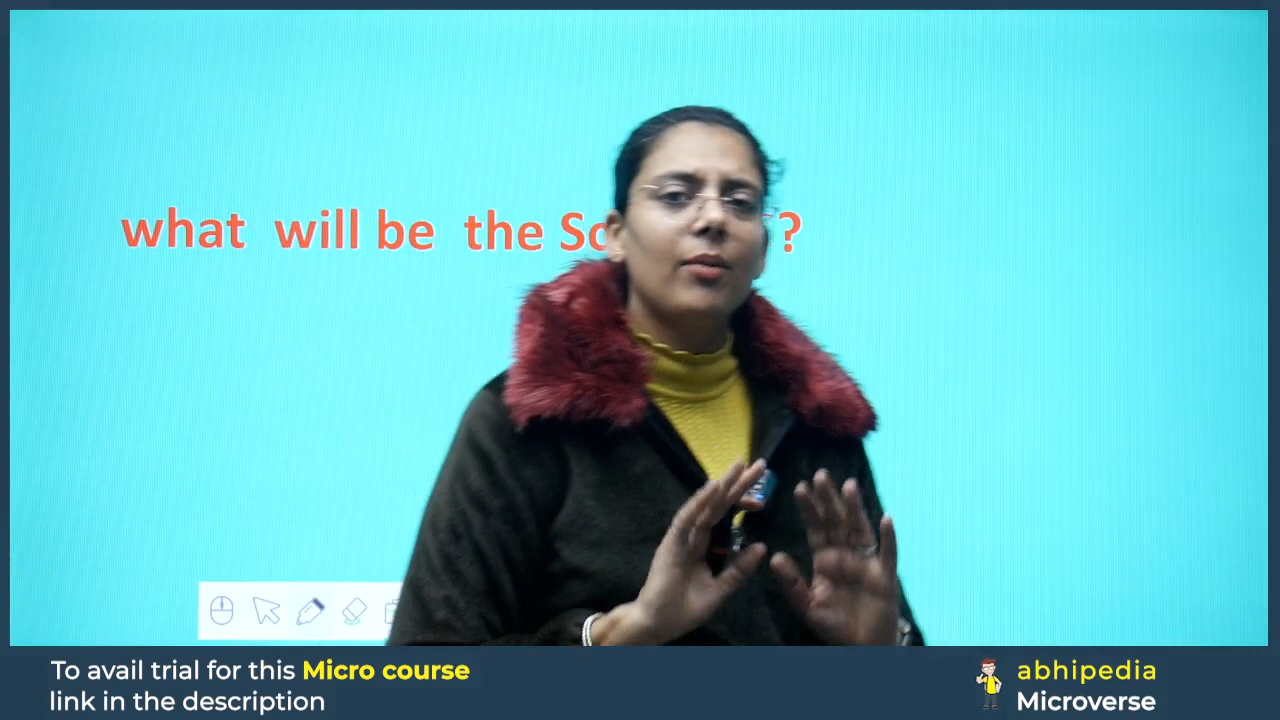 what will be the So ?
To avail trial for this Micro course
link in the description
abhipedia
Microverse